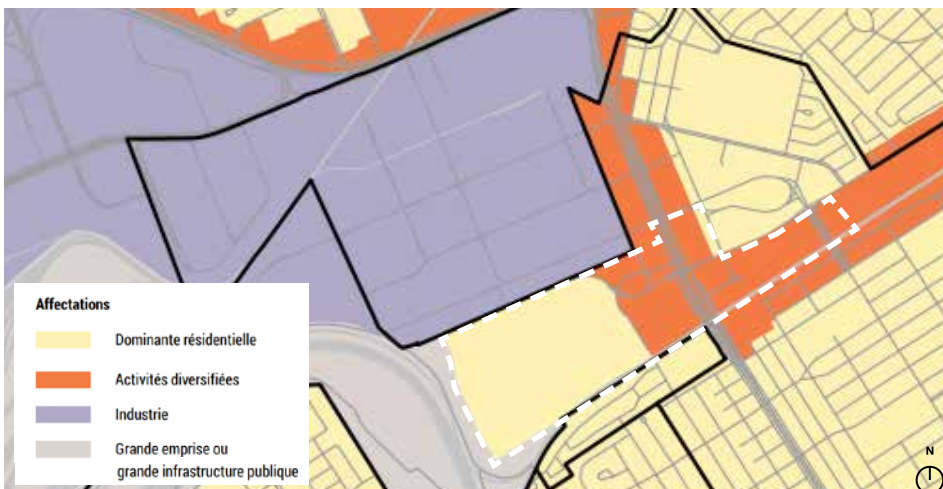 Affectations
Dominante résidentielle
Activités diversifiées
Industrie
Grande emprise ou
grande infrastructure publique
N